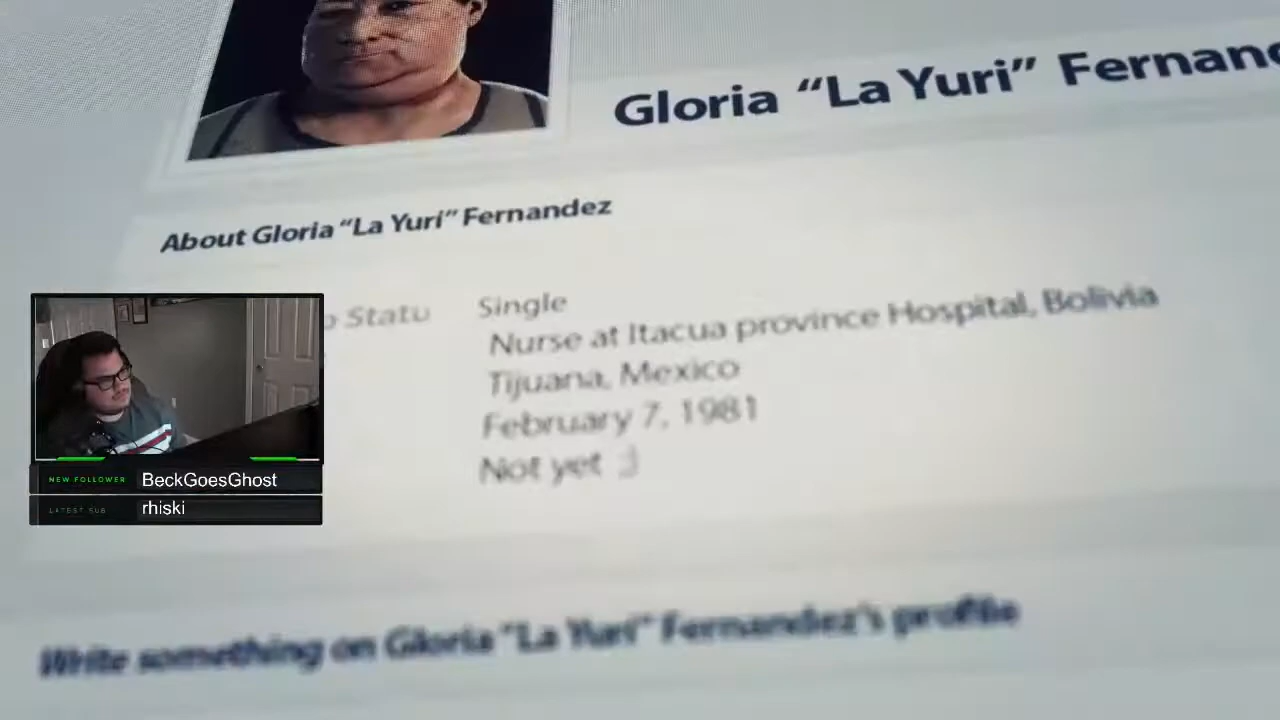 Gloria “La Yuri” Fernand
About Gloria “La Yuri” Fernandez
Statu Single
Nurse at Itacua province Hospital, Bolivia
Tijuana, Mexico
February 7, 1981
Not yet ;)
NEW FOLLOWER BeckGoesGhost
LATEST SUB rhiski
Write something on Gloria “La Yuri” Fernandez's profile